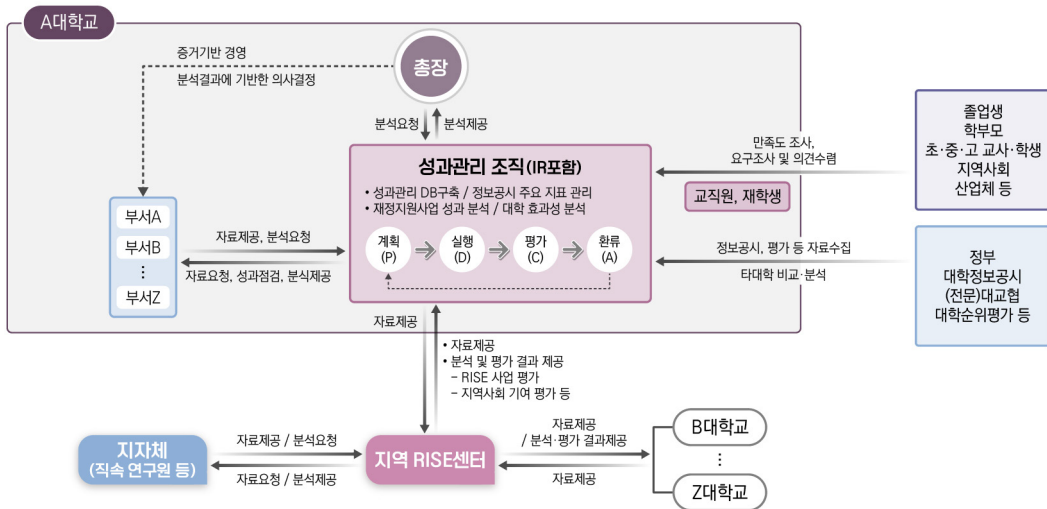 A대학교
증거기반 경영
분석결과에 기반한 의사결정
총장
분석요청
분석제공
성과관리 조직(IR포함)
• 성과관리 DB구축 / 정보공시 주요 지표 관리
• 재정지원사업 성과 분석 / 대학 효과성 분석
계획
(P)
실행
(D)
평가
(C)
환류
(A)
부서A
부서B
⋮
부서Z
자료제공, 분석요청
자료요청, 성과점검, 분식제공
만족도 조사,
요구조사 및 의견수렴
교직원, 재학생
정보공시, 평가 등 자료수집
타대학 비교·분석
졸업생
학부모
초·중·고 교사·학생
지역사회
산업체 등
정부
대학정보공시
(전문)대교협
대학순위평가 등
자료제공
• 자료제공
• 분석 및 평가 결과 제공
– RISE 사업 평가
– 지역사회 기여 평가 등
지자체
(직속 연구원 등)
자료제공 / 분석요청
자료요청 / 분석제공
지역 RISE센터
자료제공
/ 분석·평가 결과제공
자료제공
B대학교
⋮
Z대학교